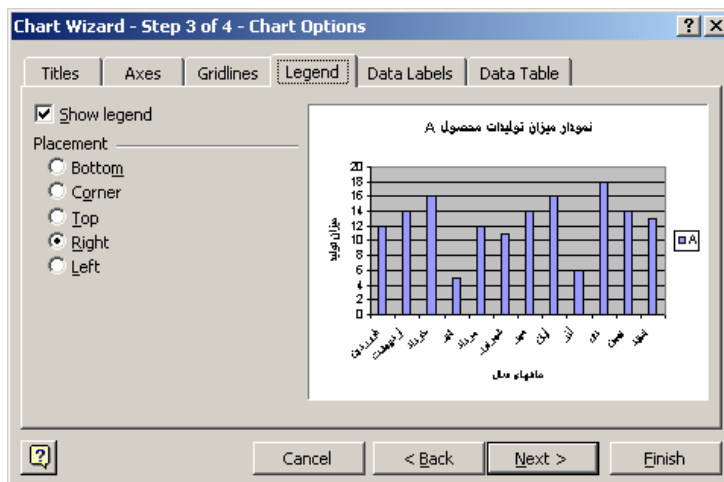 Chart Wizard - Step 3 of 4 - Chart Options
Titles Axes Gridlines Legend Data Labels Data Table
Show legend
Placement
Bottom
Corner
Top
Right
Left
نمودار میزان تولیدات محصول A
میزان تولید
20
18
16
14
12
10
8
6
4
2
0
فروردین اردیبهشت خرداد تیر مرداد شهریور مهر آبان آذر دی بهمن اسفند
ماههای سال
A
Cancel < Back Next > Finish